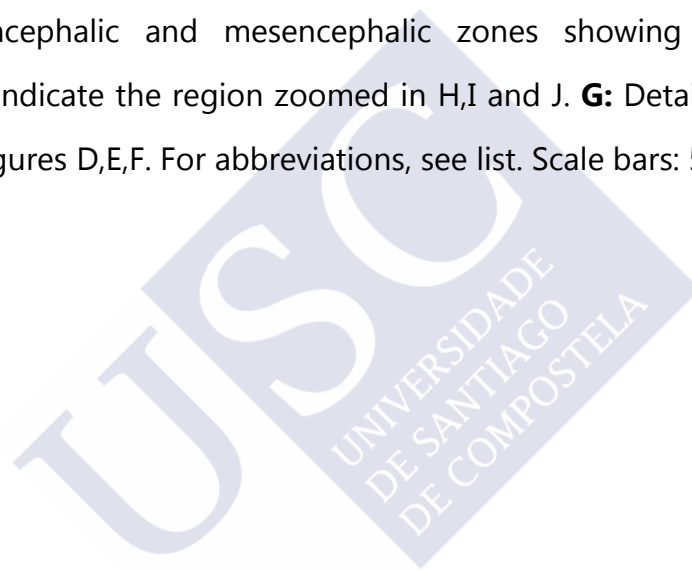 ncephalic and mesencephalic zones showing
ndicate the region zoomed in H,I and J. G: Detai
gures D,E,F. For abbreviations, see list. Scale bars:
USC
UNIVERSIDADE
DE SANTIAGO
DE COMPOSTELA